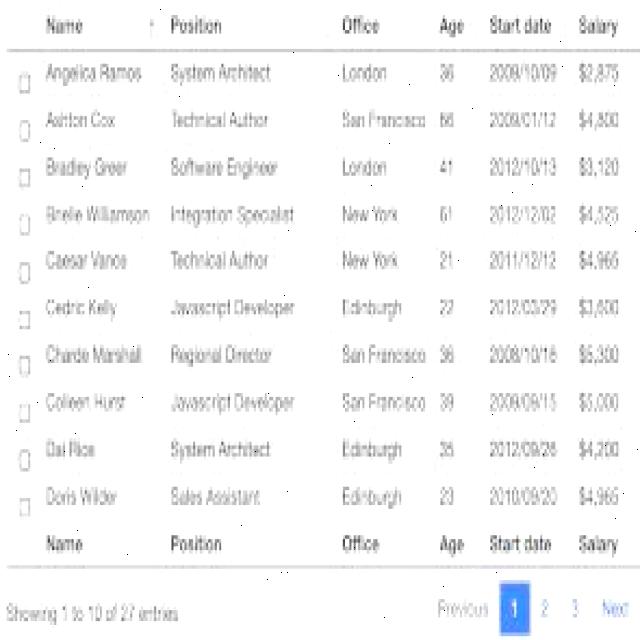 Name Position Office Age Start date Salary
Angelica Ramos System Architect London 36 2009/10/09 $2,875
Ashton Cox Technical Author San Francisco 66 2009/01/12 $4,800
Bradley Greer Software Engineer London 41 2012/10/13 $3,120
Brielle Williamson Integration Specialist New York 61 2012/12/02 $4,525
Caesar Vance Technical Author New York 21 2011/12/12 $4,965
Cedric Kelly Javascript Developer Edinburgh 22 2012/03/29 $3,600
Charde Marshall Regional Director San Francisco 36 2008/10/16 $5,300
Colleen Hurst Javascript Developer San Francisco 39 2009/09/15 $5,000
Dai Rios System Architect Edinburgh 35 2012/09/26 $4,200
Doris Wilder Sales Assistant Edinburgh 23 2010/09/20 $4,965
Name Position Office Age Start date Salary
Showing 1 to 10 of 27 entries
Previous 1 2 3 Next